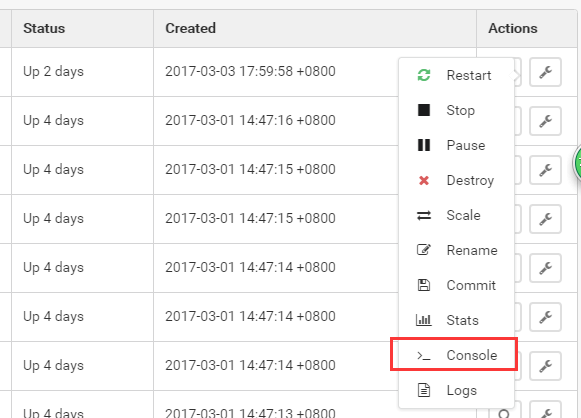 Status Created Actions
Up 2 days 2017-03-03 17:59:58 +0800
Restart
Up 4 days 2017-03-01 14:47:16 +0800
Stop
Pause
Up 4 days 2017-03-01 14:47:15 +0800
Destroy
Up 4 days 2017-03-01 14:47:15 +0800
Scale
Rename
Up 4 days 2017-03-01 14:47:14 +0800
Commit
Up 4 days 2017-03-01 14:47:14 +0800
Stats
Up 4 days 2017-03-01 14:47:14 +0800
Console
Logs
Up 4 days 2017-03-01 14:47:13 +0800